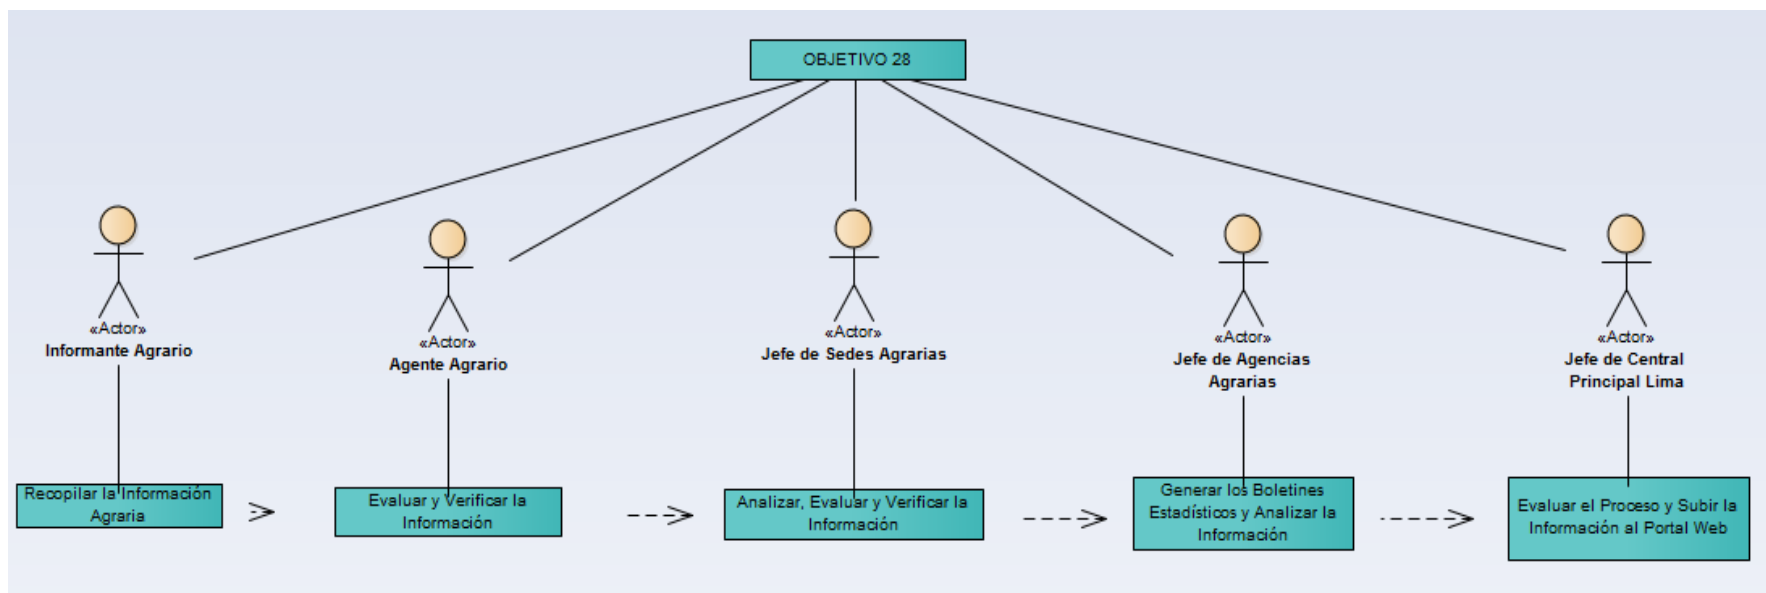 OBJETIVO 28
«Actor»
Informante Agrario
«Actor»
Agente Agrario
«Actor»
Jefe de Sedes Agrarias
«Actor»
Jefe de Agencias
Agrarias
«Actor»
Jefe de Central
Principal Lima
Recopilar la Información
Agraria
Evaluar y Verificar la
Información
Analizar, Evaluar y Verificar la
Información
Generar los Boletines
Estadísticos y Analizar la
Información
Evaluar el Proceso y Subir la
Información al Portal Web